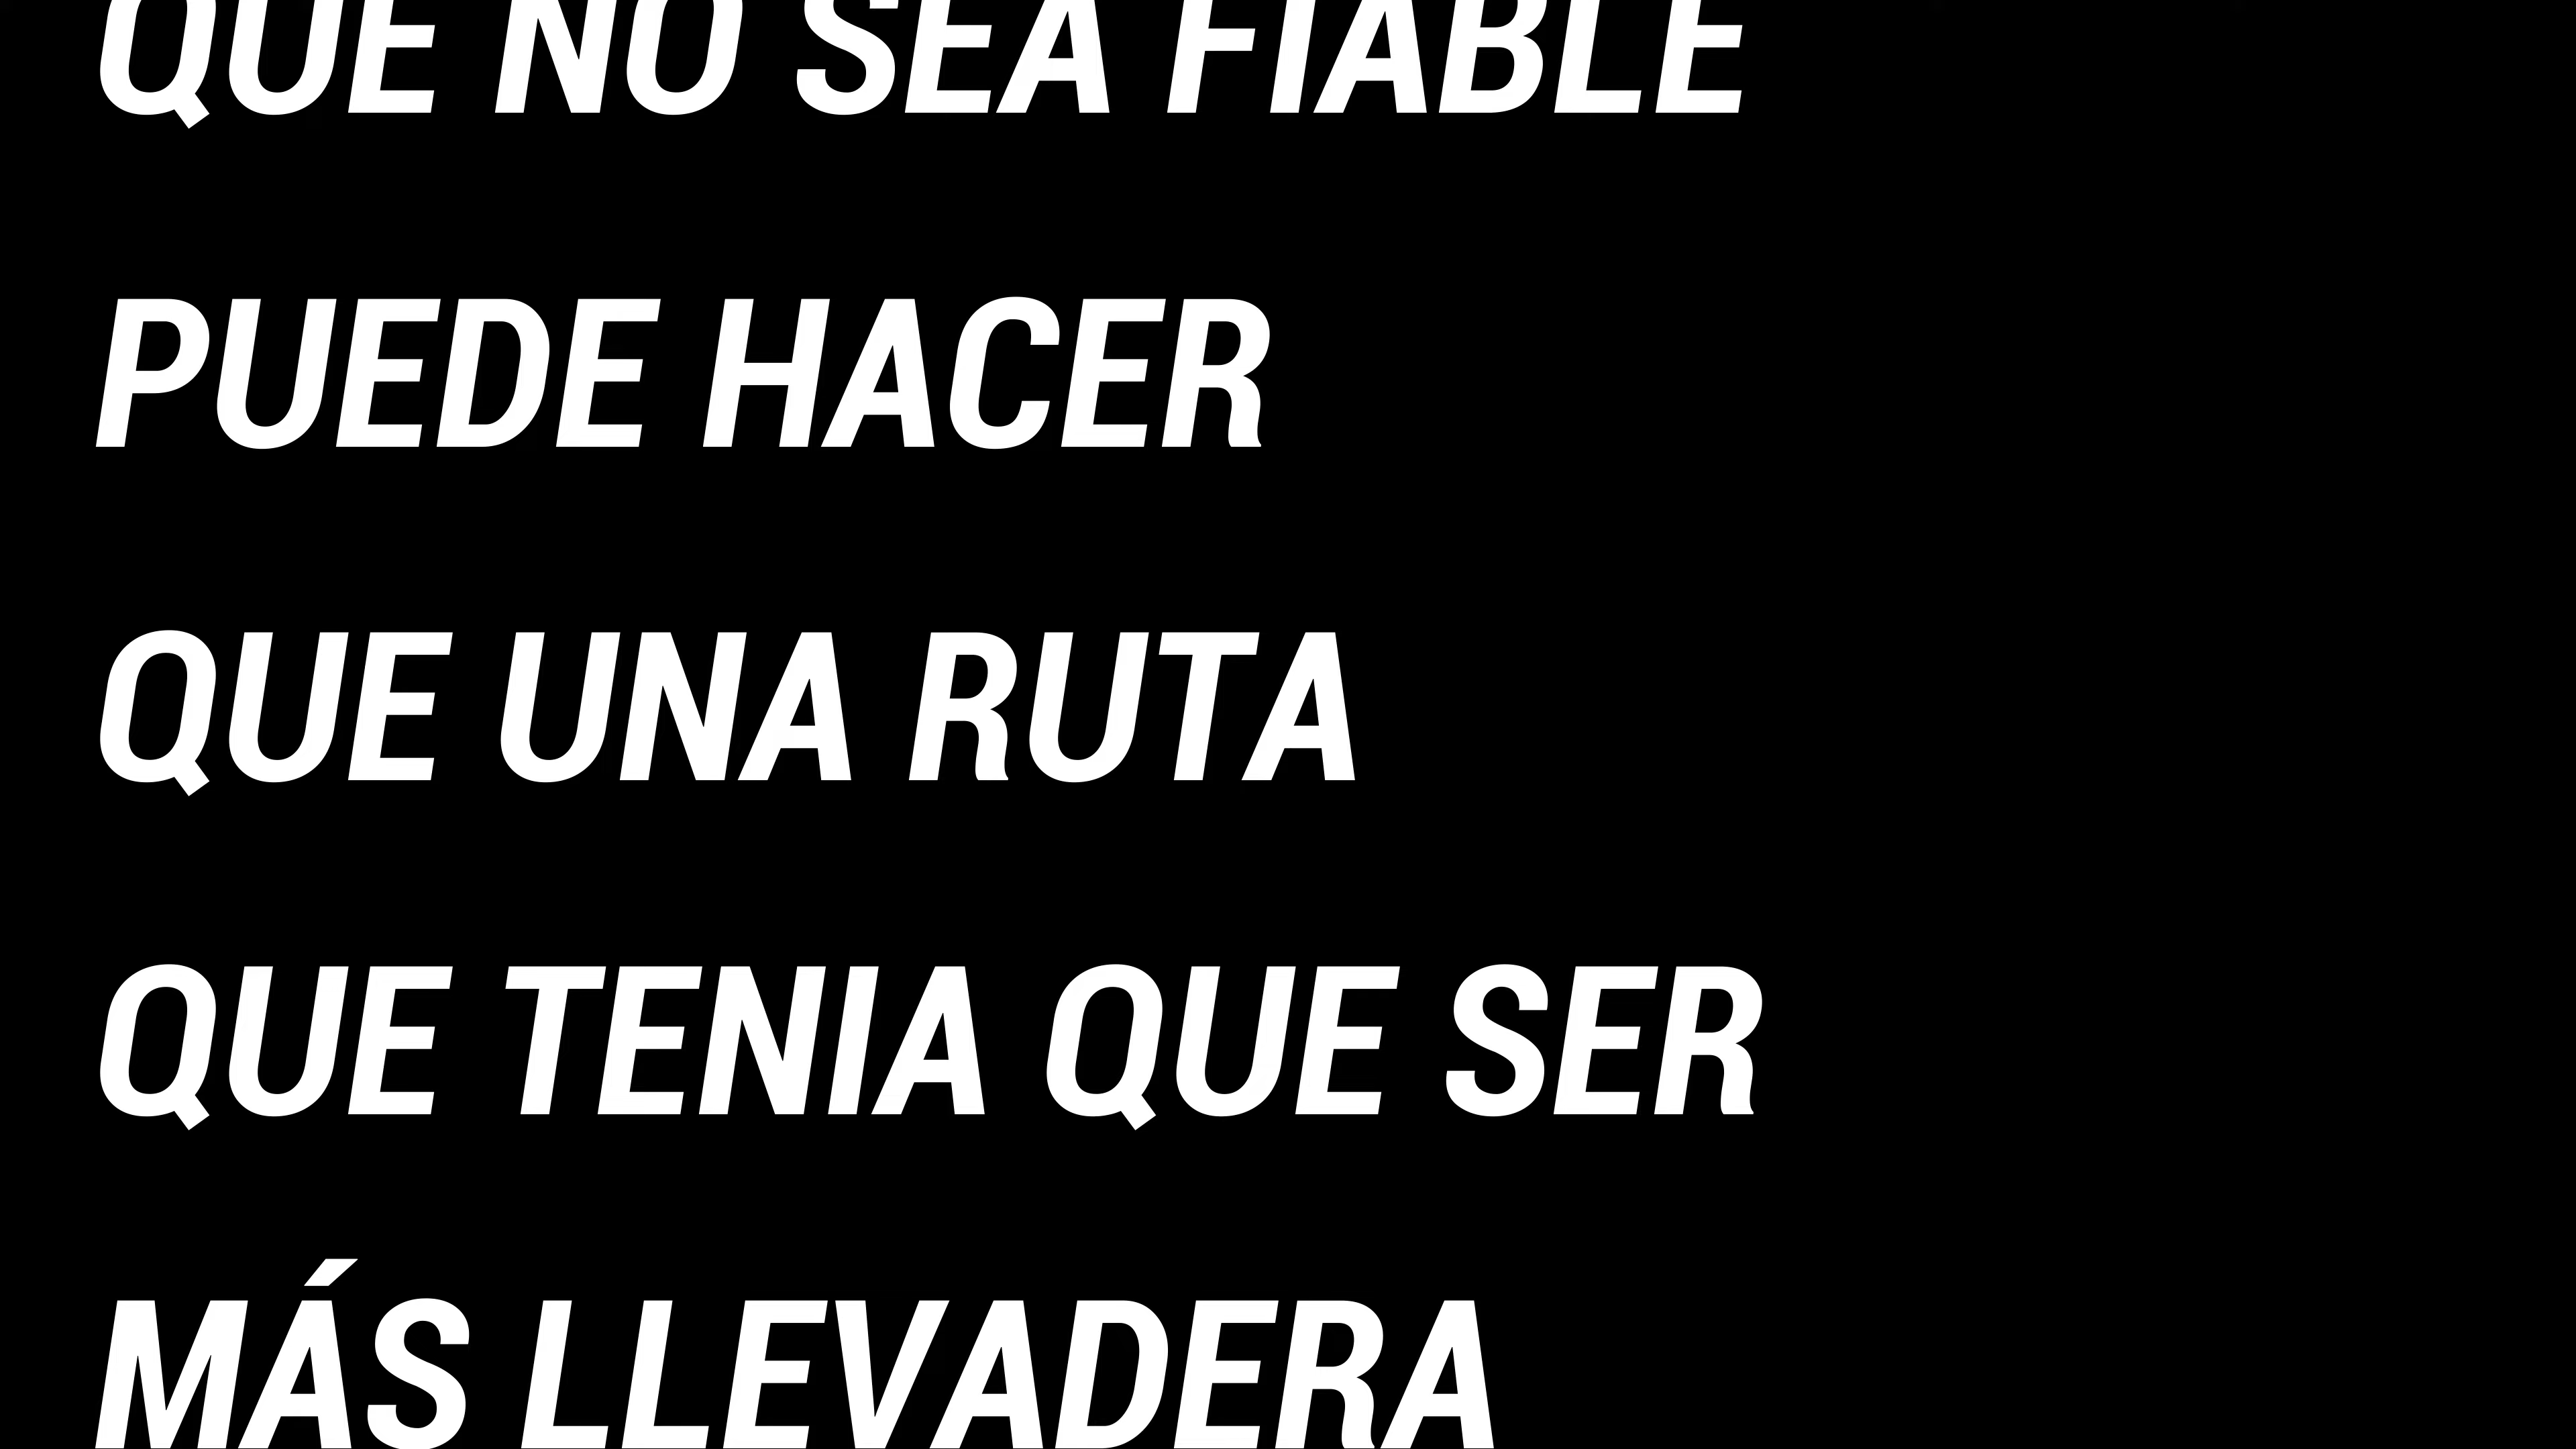 QUE NO SEA FIABLE
PUEDE HACER
QUE UNA RUTA
QUE TENIA QUE SER
MÁS LLEVADERA